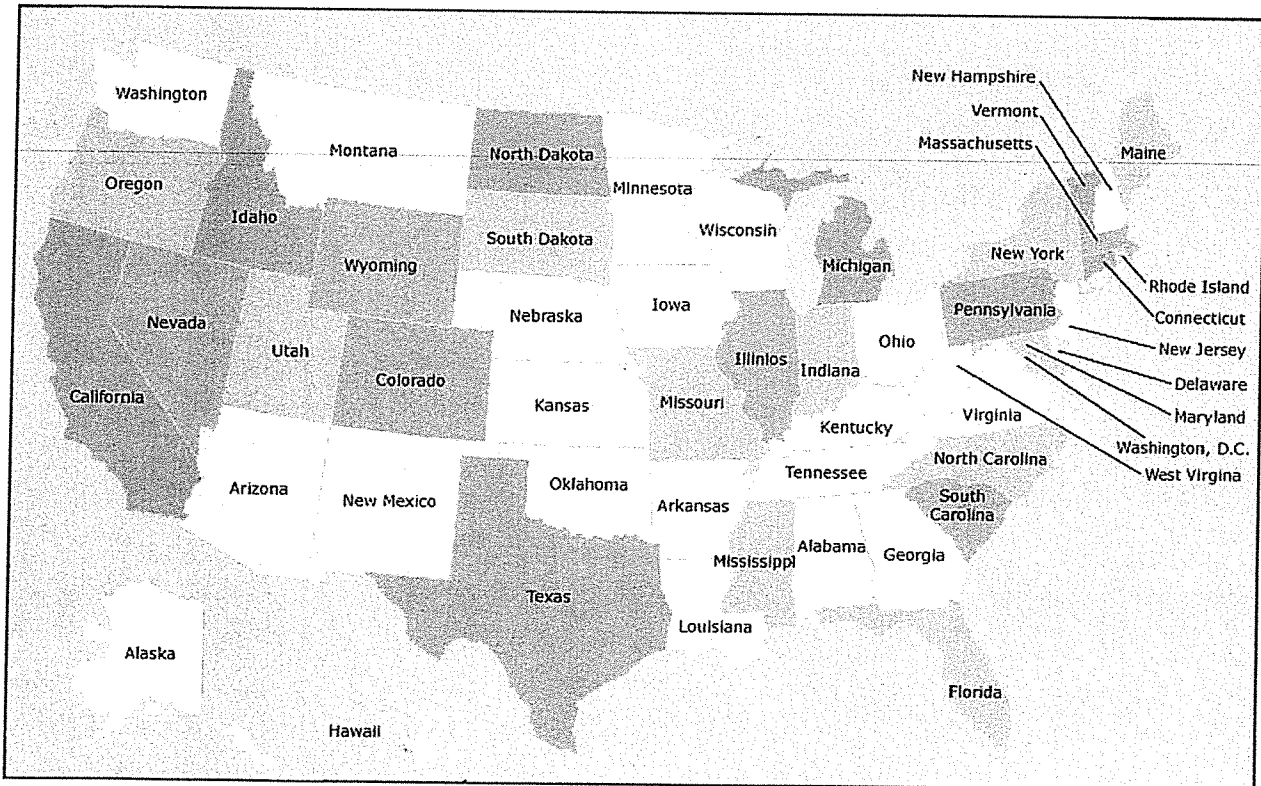 New Hampshire
Washington
Vermont
Massachusetts
Maine
Montana
North Dakota
Minnesota
Oregon
Idaho
Wisconsin
South Dakota
New York
Wyoming
Michigan
Rhode Island
Pennsylvania
Iowa
Nebraska
Connecticut
Nevada
Ohio
New Jersey
Utah
Illinios
Indiana
Colorado
Delaware
California
Missouri
Kansas
Maryland
Virginia
Kentucky
Washington, D.C.
North Carolina
Tennessee
West Virgina
Oklahoma
Arizona
New Mexico
South
Carolina
Arkansas
Alabama
Georgia
Mississippi
Texas
Louisiana
Alaska
Florida
Hawaii